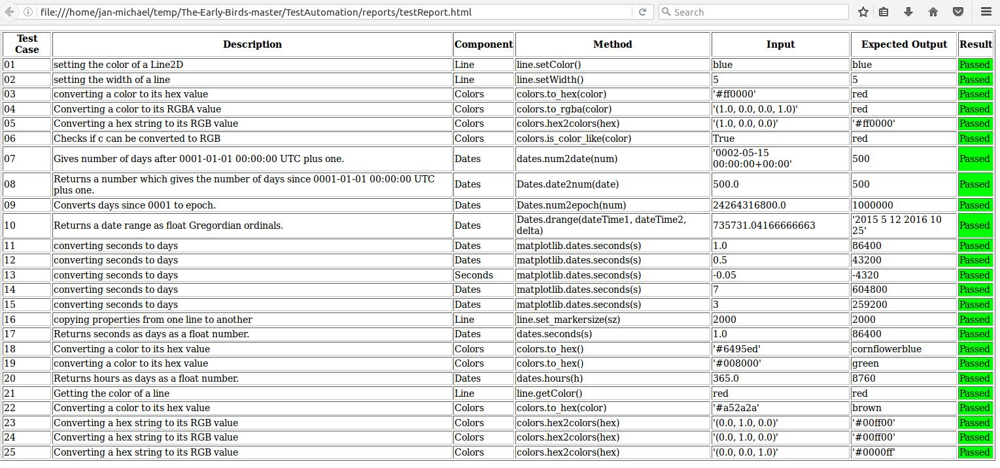 file:///home/jan-michael/temp/The-Early-Birds-master/TestAutomation/reports/testReport.html Search
Test Case Description Component Method Input Expected Output Result
01 setting the color of a Line2D Line line.setColor() blue blue Passed
02 setting the width of a line Line line.setWidth() 5 5 Passed
03 converting a color to its hex value Colors colors.to_hex(color) '#ff0000' red Passed
04 Converting a color to its RGBA value Colors colors.to_rgba(color) '(1.0, 0.0, 0.0, 1.0)' red Passed
05 Converting a hex string to its RGB value Colors colors.hex2colors(hex) '(1.0, 0.0, 0.0)' '#ff0000' Passed
06 Checks if c can be converted to RGB Colors colors.is_color_like(color) True red Passed
07 Gives number of days after 0001-01-01 00:00:00 UTC plus one. Dates dates.num2date(num) '0002-05-15 00:00:00+00:00' 500 Passed
08 Returns a number which gives the number of days since 0001-01-01 00:00:00 UTC plus one. Dates Dates.date2num(date) 500.0 500 Passed
09 Converts days since 0001 to epoch. Dates Dates.num2epoch(num) 24264316800.0 1000000 Passed
10 Returns a date range as float Gregordian ordinals. Dates Dates.drange(dateTime1, dateTime2, delta) 735731.04166666663 '2015 5 12 2016 10 25' Passed
11 converting seconds to days Dates matplotlib.dates.seconds(s) 1.0 86400 Passed
12 converting seconds to days Dates matplotlib.dates.seconds(s) 0.5 43200 Passed
13 converting seconds to days Seconds matplotlib.dates.seconds(s) -0.05 -4320 Passed
14 converting seconds to days Dates matplotlib.dates.seconds(s) 7 604800 Passed
15 converting seconds to days Dates matplotlib.dates.seconds(s) 3 259200 Passed
16 copying properties from one line to another Line line.set_markersize(sz) 2000 2000 Passed
17 Returns seconds as days as a float number. Dates dates.seconds(s) 1.0 86400 Passed
18 Converting a color to its hex value Colors colors.to_hex() '#6495ed' cornflowerblue Passed
19 converting a color to its hex value Colors colors.to_hex() '#008000' green Passed
20 Returns hours as days as a float number. Dates dates.hours(h) 365.0 8760 Passed
21 Getting the color of a line Line line.getColor() red red Passed
22 Converting a color to its hex value Colors colors.to_hex(color) '#a52a2a' brown Passed
23 Converting a hex string to its RGB value Colors colors.hex2colors(hex) '(0.0, 1.0, 0.0)' '#00ff00' Passed
24 Converting a hex string to its RGB value Colors colors.hex2colors(hex) '(0.0, 1.0, 0.0)' '#00ff00' Passed
25 Converting a hex string to its RGB value Colors colors.hex2colors(hex) '(0.0, 0.0, 1.0)' '#0000ff' Passed